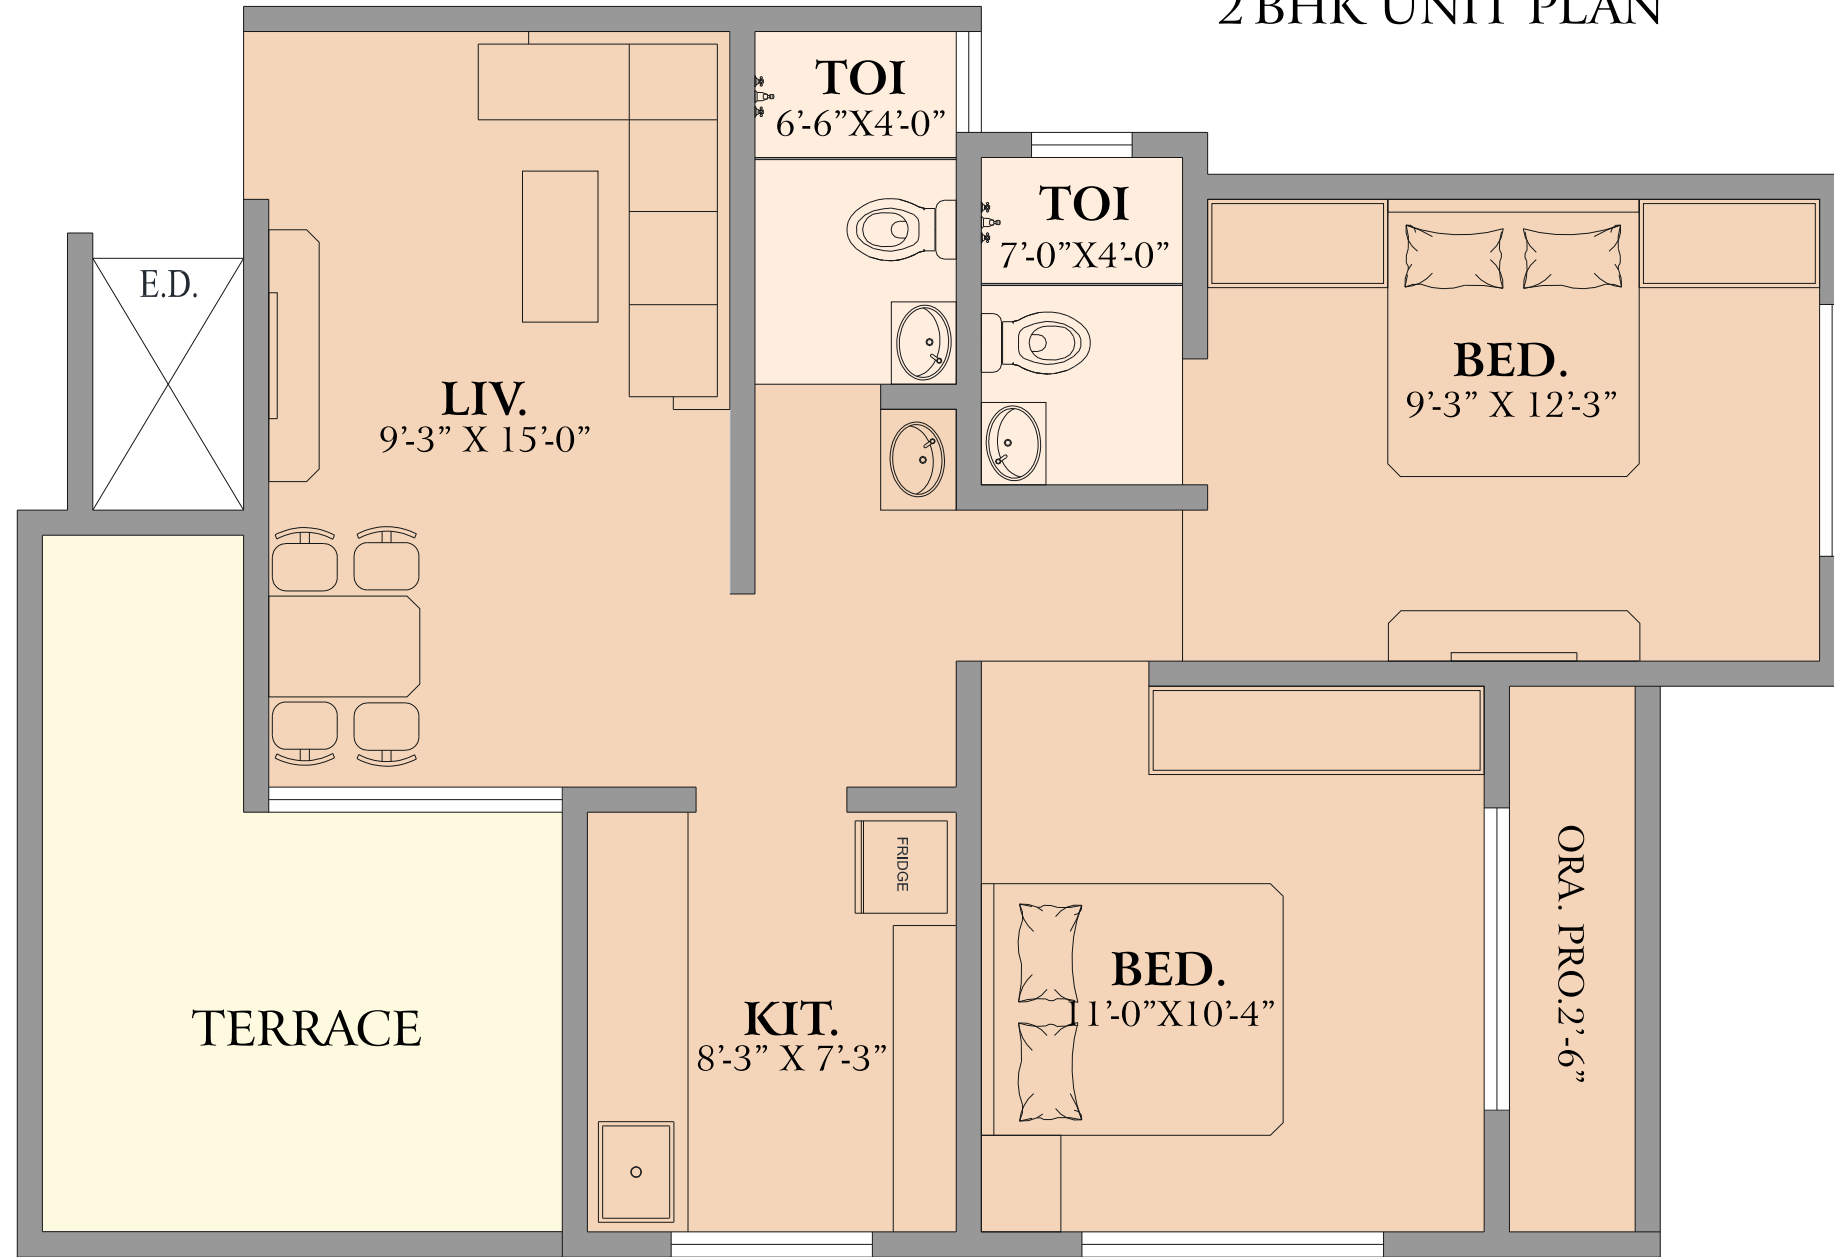 2 BHK UNIT PLAN
TOI
6'-6”X4'-0”
TOI
7'-0”X4'-0”
E.D.
BED.
9'-3” X 12'-3”
LIV.
9'-3” X 15'-0”
FRIDGE
ORA. PRO.2'-6”
BED.
11'-0”X10'-4”
KIT.
8'-3” X 7'-3”
TERRACE